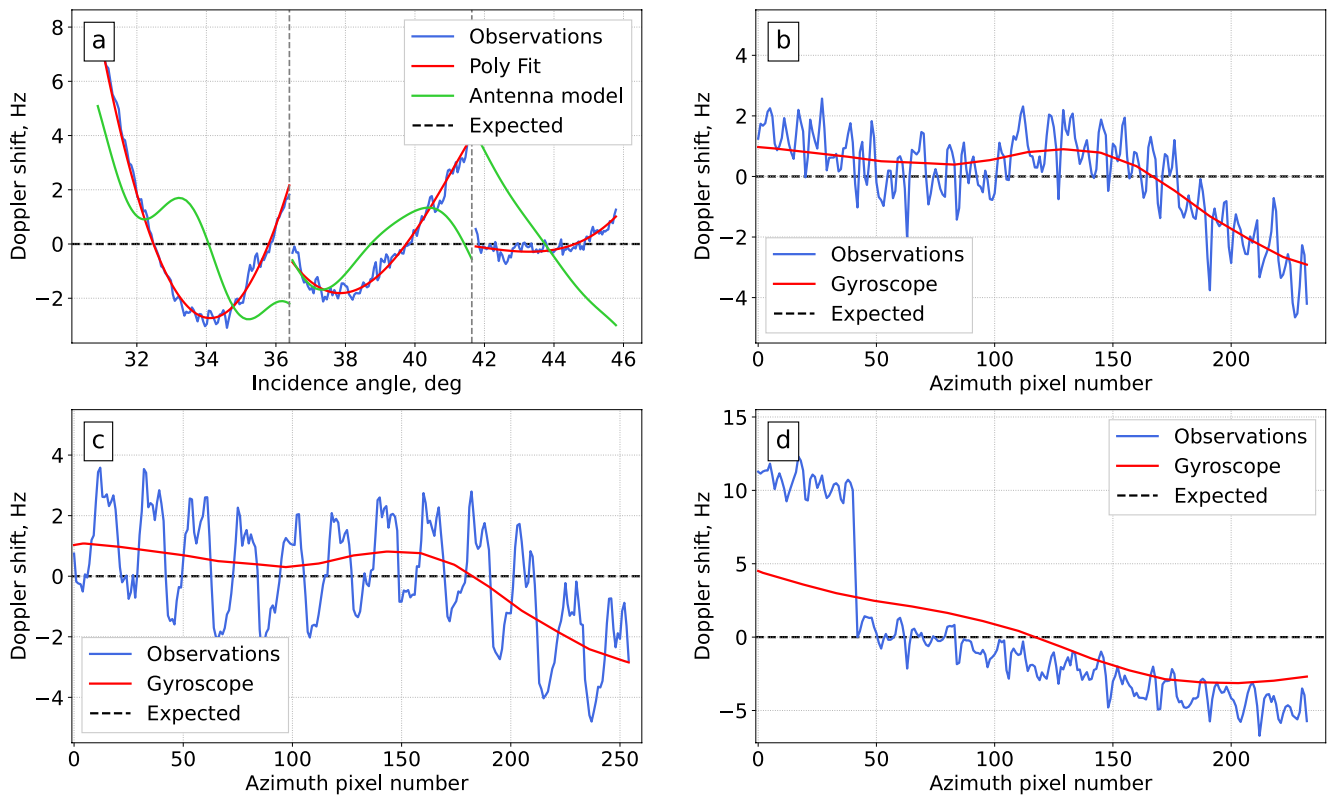 a
Doppler shift, Hz
8
6
4
2
0
−2
Observations
Poly Fit
Antenna model
Expected
32 34 36 38 40 42 44 46
Incidence angle, deg
b
Doppler shift, Hz
4
2
0
−2
−4
Observations
Gyroscope
Expected
0 50 100 150 200
Azimuth pixel number
c
Doppler shift, Hz
4
2
0
−2
−4
Observations
Gyroscope
Expected
0 50 100 150 200 250
Azimuth pixel number
d
Doppler shift, Hz
15
10
5
0
−5
Observations
Gyroscope
Expected
0 50 100 150 200
Azimuth pixel number